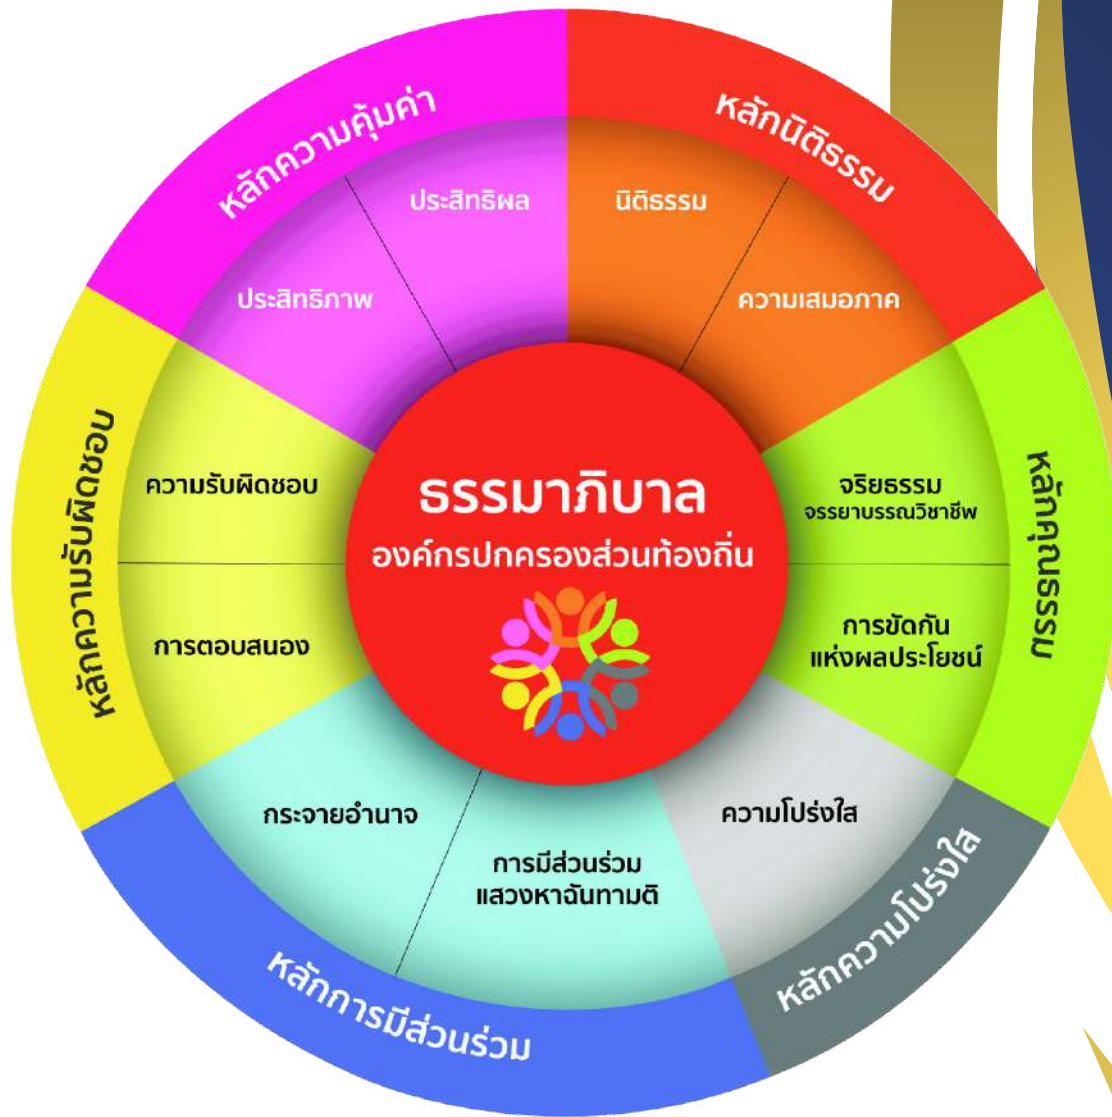 หลักความคุ้มค่า
หลักนิติธรรม
ประสิทธิผล
นิติธรรม
ประสิทธิภาพ
ความเสมอภาค
หลักความรับผิดชอบ
ความรับผิดชอบ
ธรรมาภิบาล
องค์กรปกครองส่วนท้องถิ่น
จริยธรรม
จรรยาบรรณวิชาชีพ
หลักคุณธรรม
การตอบสนอง
การขัดกัน
แห่งผลประโยชน์
กระจายอำนาจ
การมีส่วนร่วม
แสวงหาฉันทามติ
ความโปร่งใส
หลักการมีส่วนร่วม
หลักความโปร่งใส